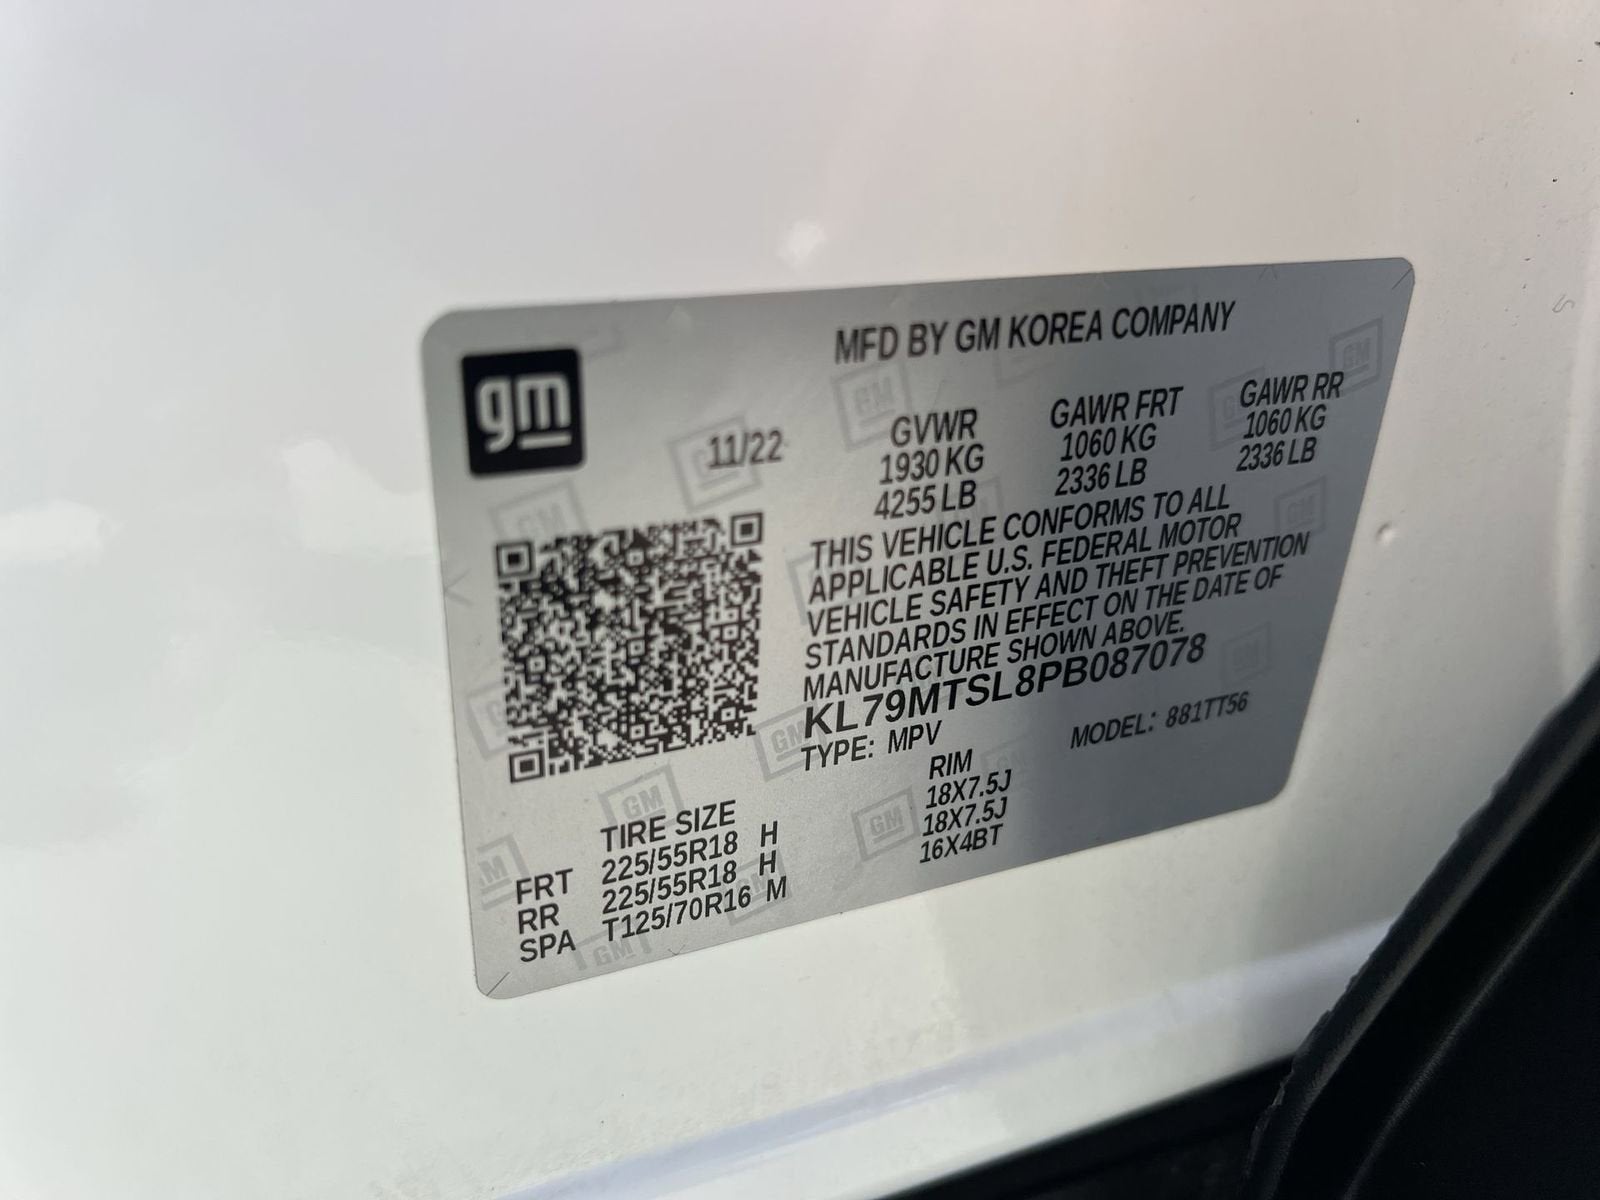 gm
MFD BY GM KOREA COMPANY
11/22
GVWR GAWR FRT GAWR RR
1930 KG 1060 KG 1060 KG
4255 LB 2336 LB 2336 LB
THIS VEHICLE CONFORMS TO ALL
APPLICABLE U.S. FEDERAL MOTOR
VEHICLE SAFETY AND THEFT PREVENTION
STANDARDS IN EFFECT ON THE DATE OF
MANUFACTURE SHOWN ABOVE.
KL79MTSL8PB087078
TYPE: MPV MODEL: 881TT56
TIRE SIZE RIM
FRT 225/55R18 H 18X7.5J
RR 225/55R18 H 18X7.5J
SPA T125/70R16 M 16X4BT